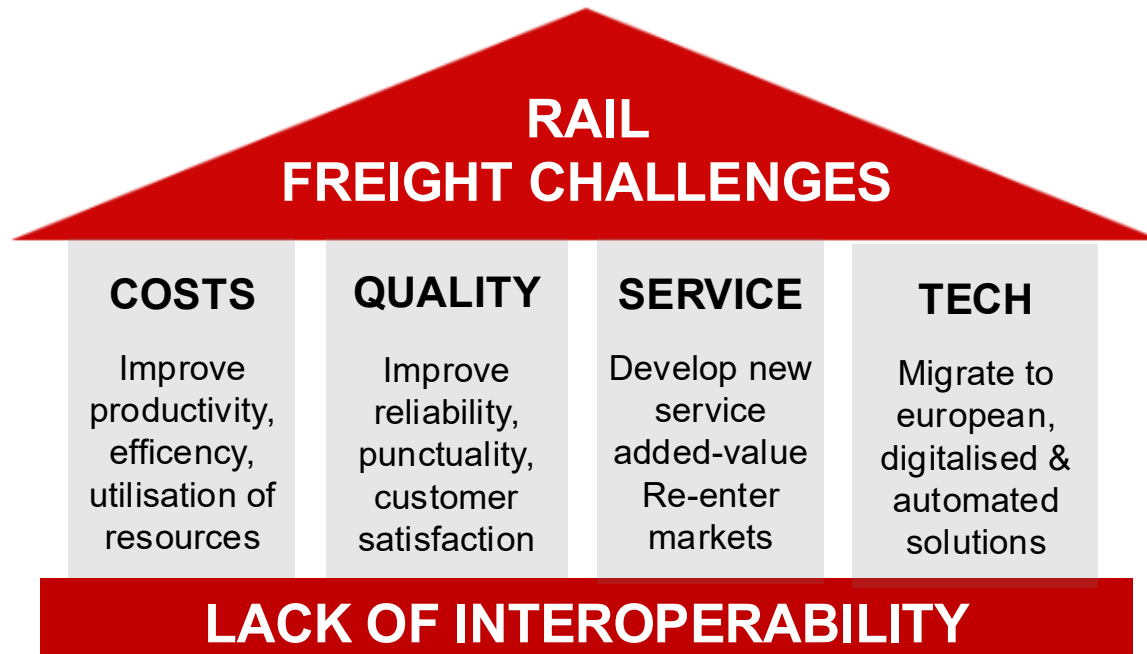 RAIL
FREIGHT CHALLENGES
COSTS
Improve
productivity,
efficency,
utilisation of
resources
QUALITY
Improve
reliability,
punctuality,
customer
satisfaction
SERVICE
Develop new
service
added-value
Re-enter
markets
TECH
Migrate to
european,
digitalised &
automated
solutions
LACK OF INTEROPERABILITY